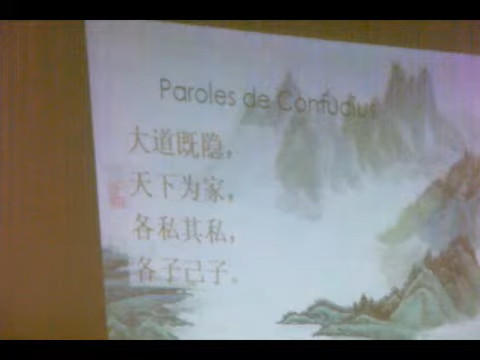 Paroles de Confucius
大道既隐，
天下为家，
各私其私，
各子己子。